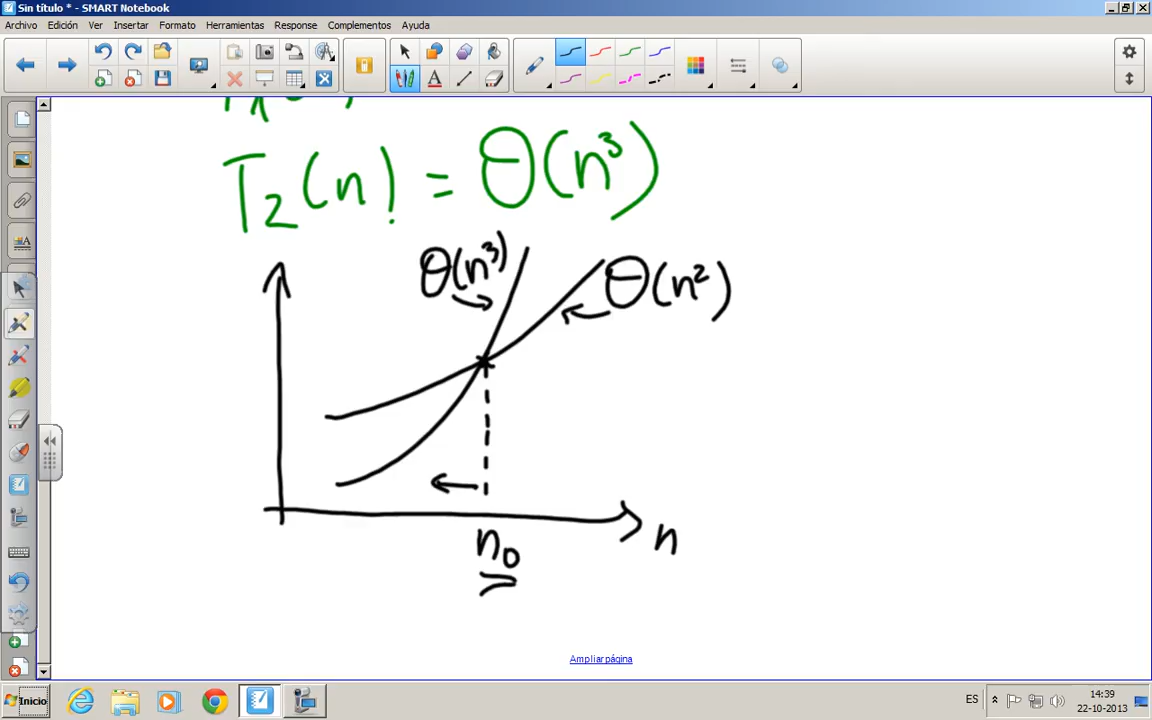 Sin título * - SMART Notebook
Archivo Edición Ver Insertar Formato Herramientas Response Complementos Ayuda
T₂(n) = Θ(n³)
Θ(n³)
Θ(n²)
n
n₀
Ampliar página
Inicio
ES
14:39
22-10-2013